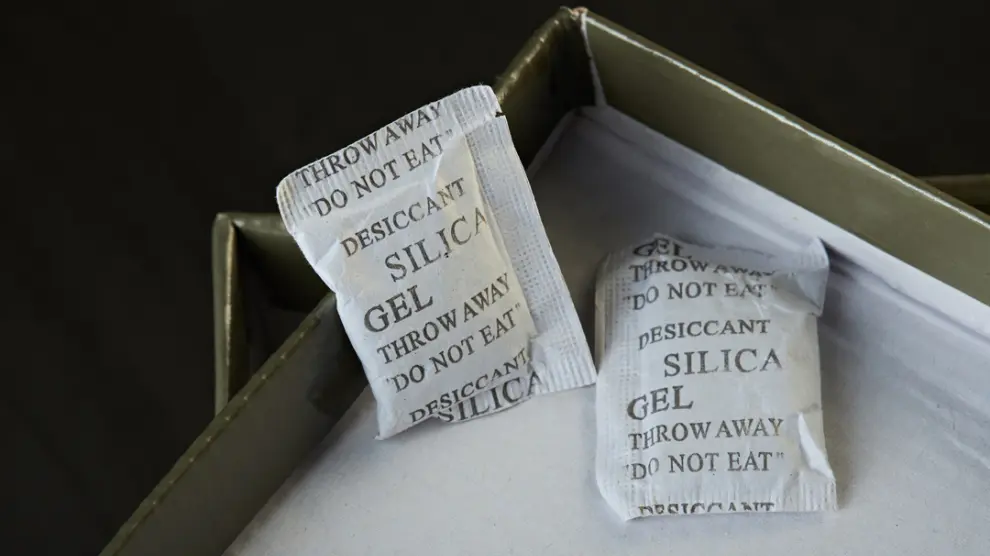 THROW AWAY
"DO NOT EAT"
DESICCANT
SILICA
GEL
THROW AWAY
"DO NOT EAT"
DESICCANT
SILICA
GEL
THROW AWAY
"DO NOT EAT"
DESICCANT
SILICA
GEL
THROW AWAY
"DO NOT EAT"
DESICCANT